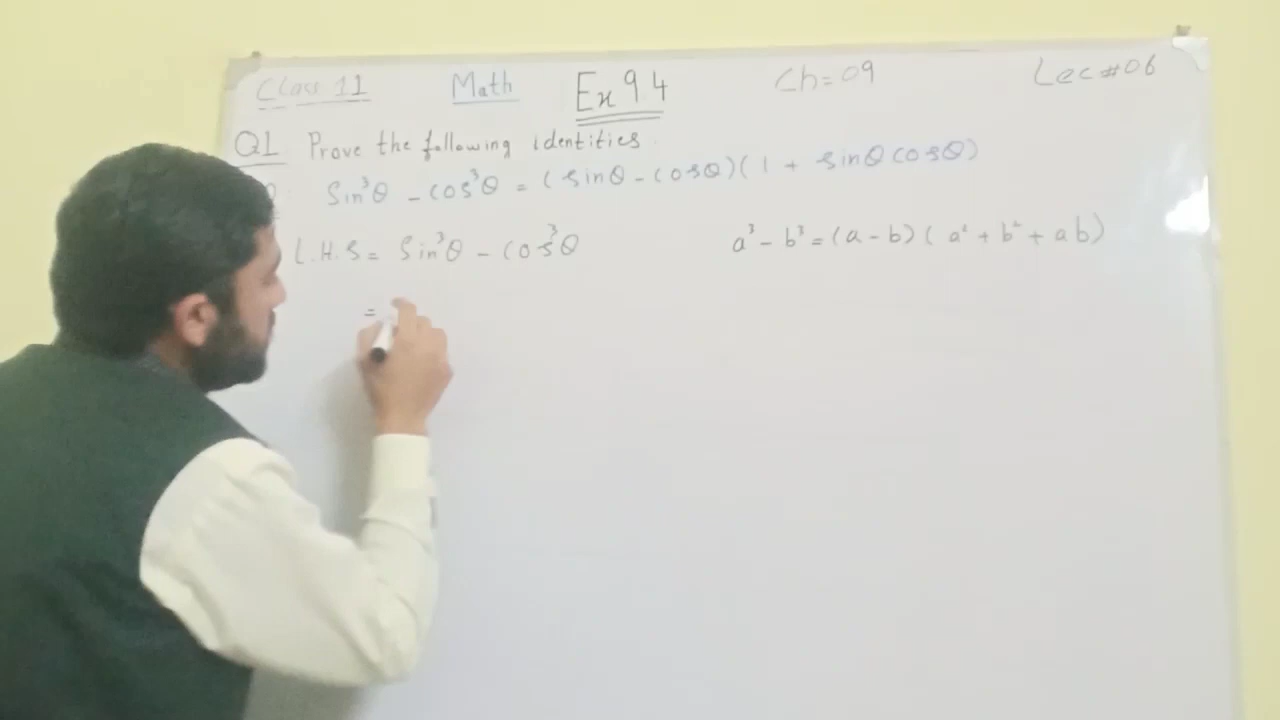 Class 11 Math Ex 9.4 Ch=09 Lec#06
Q1 Prove the following identities
Sin³θ - cos³θ = (sinθ - cosθ)(1 + sinθcosθ)
L.H.S = Sin³θ - Cos³θ a³ - b³ = (a - b)(a² + b² + ab)
=